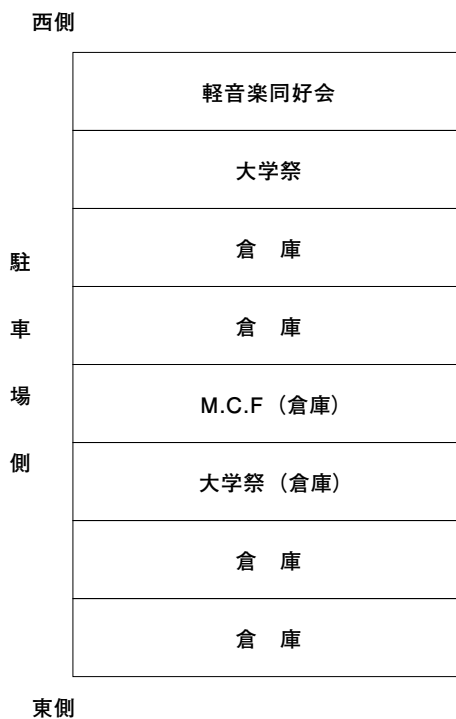 西側
軽音楽同好会
大学祭
倉　庫
倉　庫
M.C.F（倉庫）
大学祭（倉庫）
倉　庫
倉　庫
駐車場側
東側